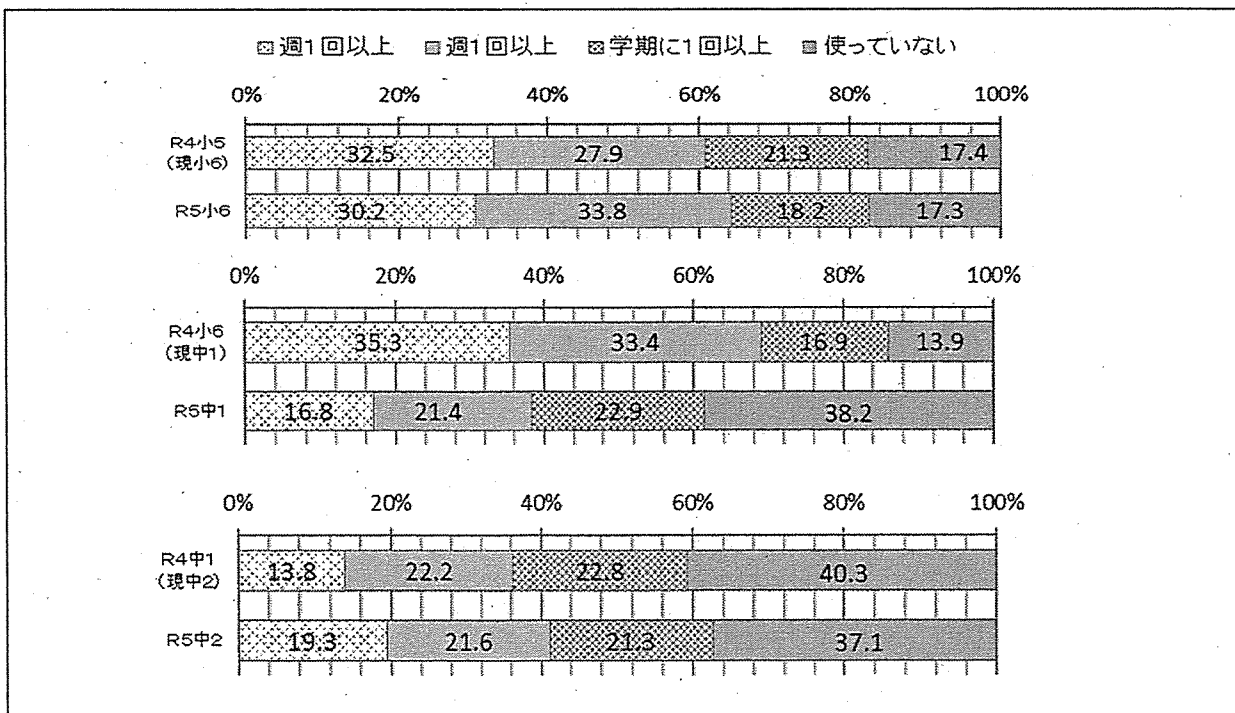 週1回以上 週1回以上 学期に1回以上 使っていない
0% 20% 40% 60% 80% 100%
R4小5
(現小6)
32.5 27.9 21.3 17.4
R5小6
30.2 33.8 18.2 17.3
0% 20% 40% 60% 80% 100%
R4小6
(現中1)
35.3 33.4 16.9 13.9
R5中1
16.8 21.4 22.9 38.2
0% 20% 40% 60% 80% 100%
R4中1
(現中2)
13.8 22.2 22.8 40.3
R5中2
19.3 21.6 21.3 37.1